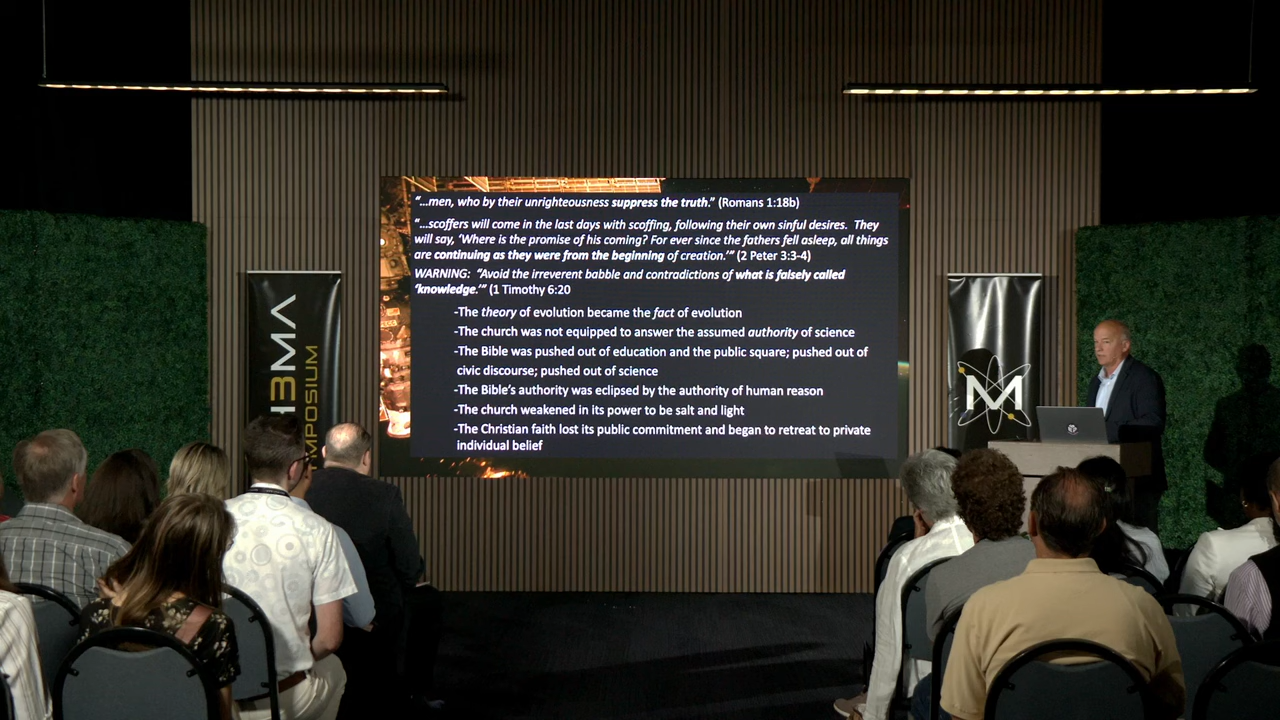 "…men, who by their unrighteousness suppress the truth." (Romans 1:18b)
"…scoffers will come in the last days with scoffing, following their own sinful desires. They
will say, 'Where is the promise of his coming? For ever since the fathers fell asleep, all things
are continuing as they were from the beginning of creation.'" (2 Peter 3:3-4)
WARNING: "Avoid the irreverent babble and contradictions of what is falsely called
'knowledge.'" (1 Timothy 6:20
-The theory of evolution became the fact of evolution
-The church was not equipped to answer the assumed authority of science
-The Bible was pushed out of education and the public square; pushed out of
civic discourse; pushed out of science
-The Bible's authority was eclipsed by the authority of human reason
-The church weakened in its power to be salt and light
-The Christian faith lost its public commitment and began to retreat to private
individual belief
M